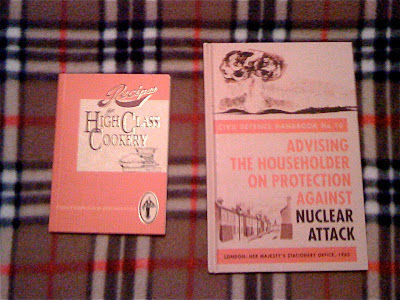 Recipes
for
HIGH CLASS
COOKERY
CIVIL DEFENCE HANDBOOK No. 10
ADVISING
THE HOUSEHOLDER
ON PROTECTION
AGAINST
NUCLEAR
ATTACK
LONDON: HER MAJESTY'S STATIONERY OFFICE, 1963